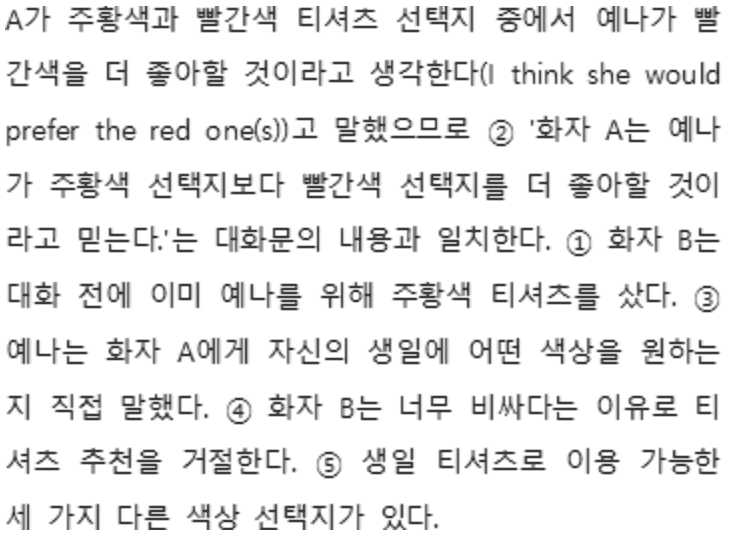 A가 주황색과 빨간색 티셔츠 선택지 중에서 예나가 빨
간색을 더 좋아할 것이라고 생각한다(I think she would
prefer the red one(s))고 말했으므로 ② '화자 A는 예나
가 주황색 선택지보다 빨간색 선택지를 더 좋아할 것이
라고 믿는다.'는 대화문의 내용과 일치한다. ① 화자 B는
대화 전에 이미 예나를 위해 주황색 티셔츠를 샀다. ③
예나는 화자 A에게 자신의 생일에 어떤 색상을 원하는
지 직접 말했다. ④ 화자 B는 너무 비싸다는 이유로 티
셔츠 추천을 거절한다. ⑤ 생일 티셔츠로 이용 가능한
세 가지 다른 색상 선택지가 있다.